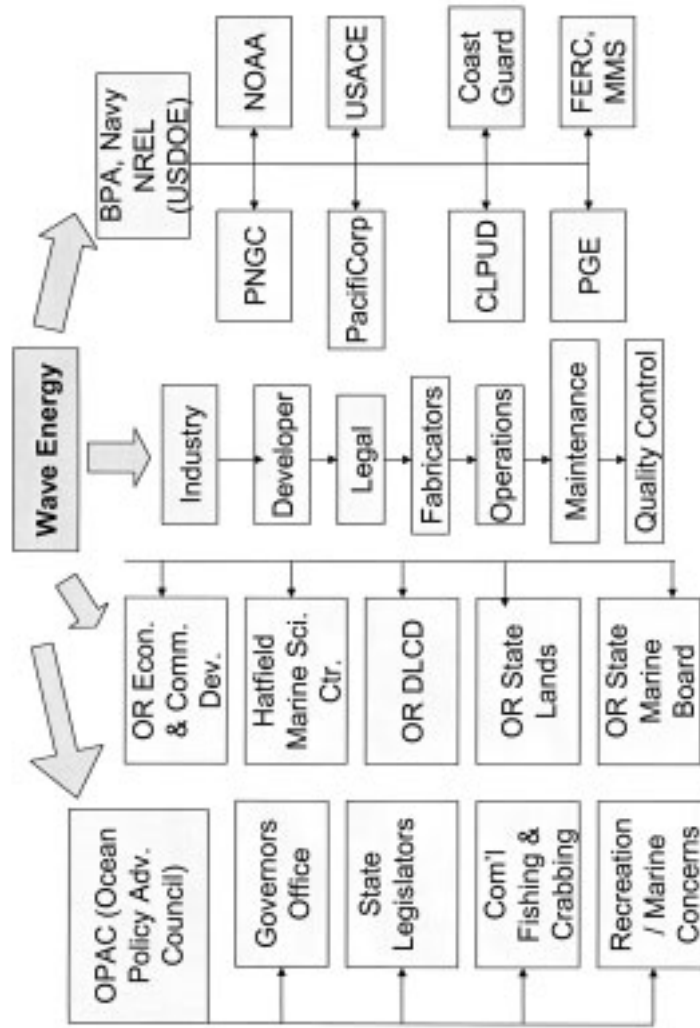 Wave Energy
OPAC (Ocean
Policy Adv.
Council)
Governors
Office
State
Legislators
Com'l
Fishing &
Crabbing
Recreation
/ Marine
Concerns
OR Econ.
& Comm.
Dev.
Hatfield
Marine Sci.
Ctr.
OR DLCD
OR State
Lands
OR State
Marine
Board
Industry
Developer
Legal
Fabricators
Operations
Maintenance
Quality Control
BPA, Navy
NREL
(USDOE)
PNGC
NOAA
PacifiCorp
USACE
CLPUD
Coast
Guard
PGE
FERC,
MMS